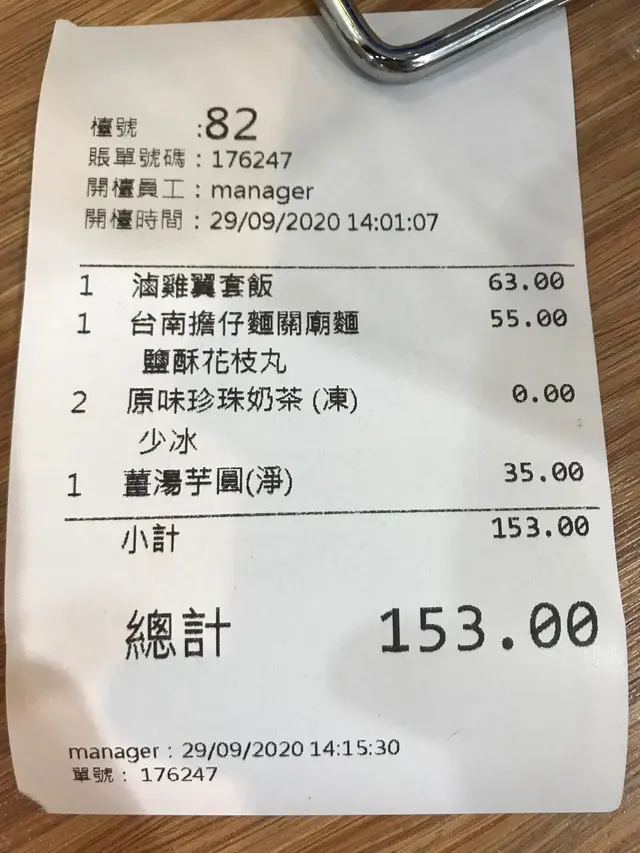 檯號 :82
賬單號碼 : 176247
開檯員工 : manager
開檯時間 : 29/09/2020 14:01:07
1 滷雞翼套飯 63.00
1 台南擔仔麵關廟麵 55.00
鹽酥花枝丸
2 原味珍珠奶茶 (凍) 0.00
少冰
1 薑湯芋圓(淨) 35.00
小計 153.00
總計 153.00
manager : 29/09/2020 14:15:30
單號 : 176247